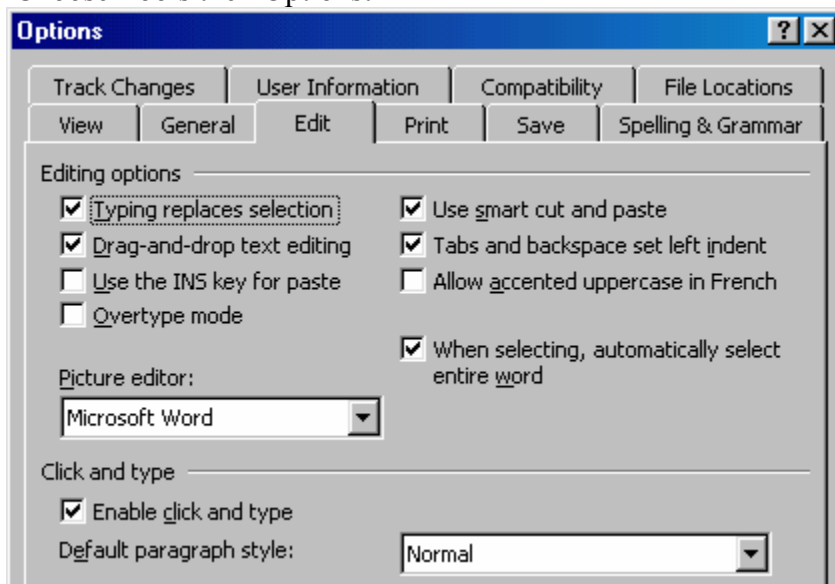 Options
Track Changes User Information Compatibility File Locations
View General Edit Print Save Spelling & Grammar
Editing options
Typing replaces selection Use smart cut and paste
Drag-and-drop text editing Tabs and backspace set left indent
Use the INS key for paste Allow accented uppercase in French
Overtype mode
When selecting, automatically select
entire word
Picture editor:
Microsoft Word
Click and type
Enable click and type
Default paragraph style: Normal